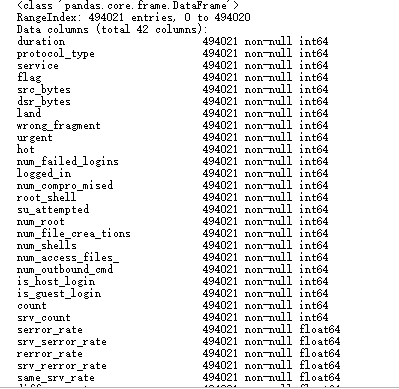 <class 'pandas.core.frame.DataFrame'>
RangeIndex: 494021 entries, 0 to 494020
Data columns (total 42 columns):
duration 494021 non-null int64
protocol_type 494021 non-null int64
service 494021 non-null int64
flag 494021 non-null int64
src_bytes 494021 non-null int64
dsr_bytes 494021 non-null int64
land 494021 non-null int64
wrong_fragment 494021 non-null int64
urgent 494021 non-null int64
hot 494021 non-null int64
num_failed_logins 494021 non-null int64
logged_in 494021 non-null int64
num_compro_mised 494021 non-null int64
root_shell 494021 non-null int64
su_attempted 494021 non-null int64
num_root 494021 non-null int64
num_file_crea_tions 494021 non-null int64
num_shells 494021 non-null int64
num_access_files_ 494021 non-null int64
num_outbound_cmd 494021 non-null int64
is_host_login 494021 non-null int64
is_guest_login 494021 non-null int64
count 494021 non-null int64
srv_count 494021 non-null int64
serror_rate 494021 non-null float64
srv_serror_rate 494021 non-null float64
rerror_rate 494021 non-null float64
srv_rerror_rate 494021 non-null float64
same_srv_rate 494021 non-null float64